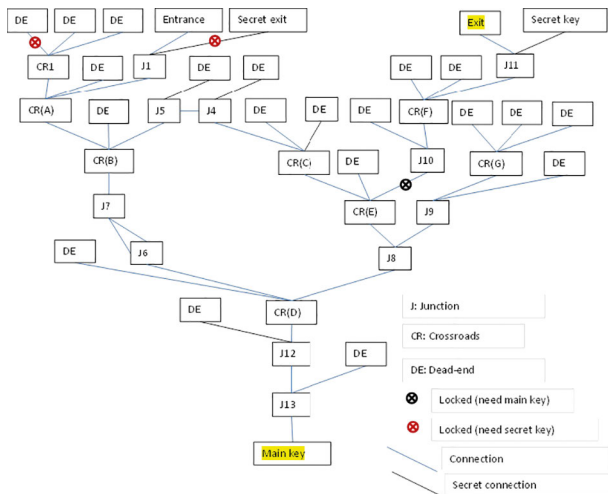 DE
DE
DE
Entrance
Secret exit
Exit
Secret key
CR1
DE
J1
DE
DE
DE
DE
J11
CR(A)
DE
J5
J4
DE
DE
CR(F)
DE
DE
DE
CR(B)
CR(C)
DE
J10
CR(G)
DE
DE
J7
CR(E)
J9
DE
J6
J8
DE
CR(D)
J: Junction
CR: Crossroads
J12
DE
DE: Dead-end
J13
Locked (need main key)
Locked (need secret key)
Main key
Connection
Secret connection